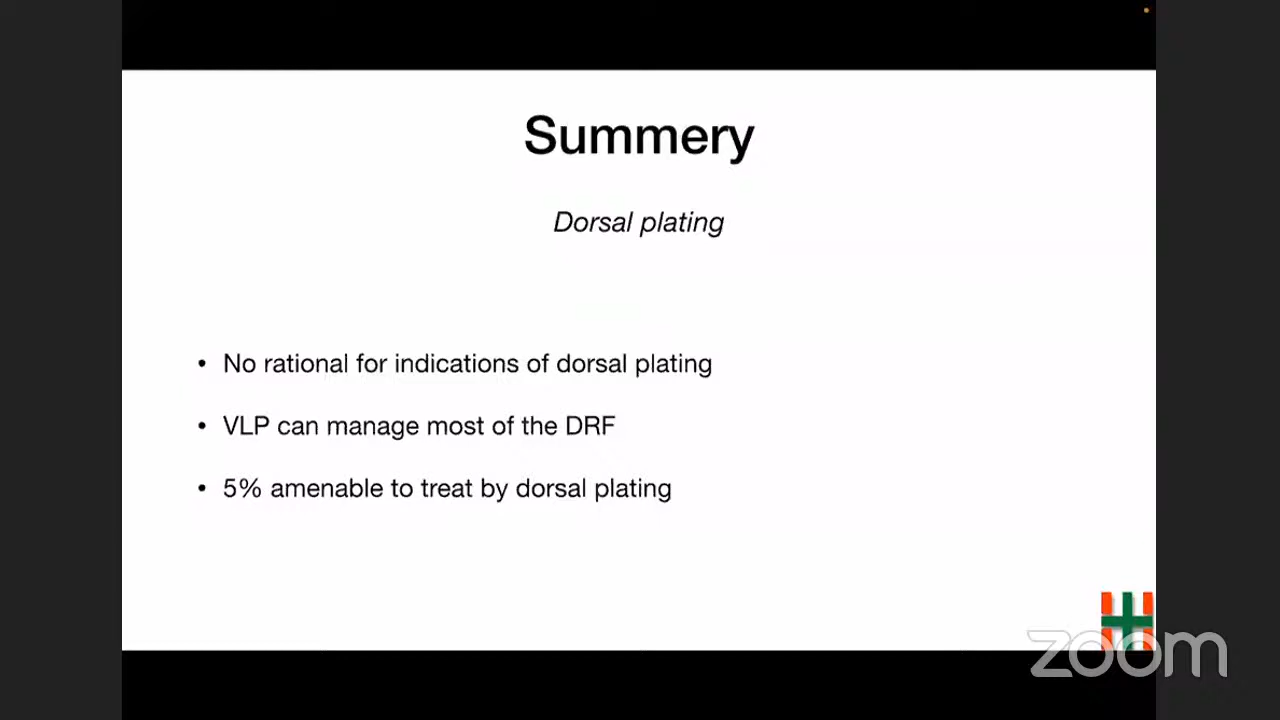 Summery
Dorsal plating
• No rational for indications of dorsal plating
• VLP can manage most of the DRF
• 5% amenable to treat by dorsal plating
zoom